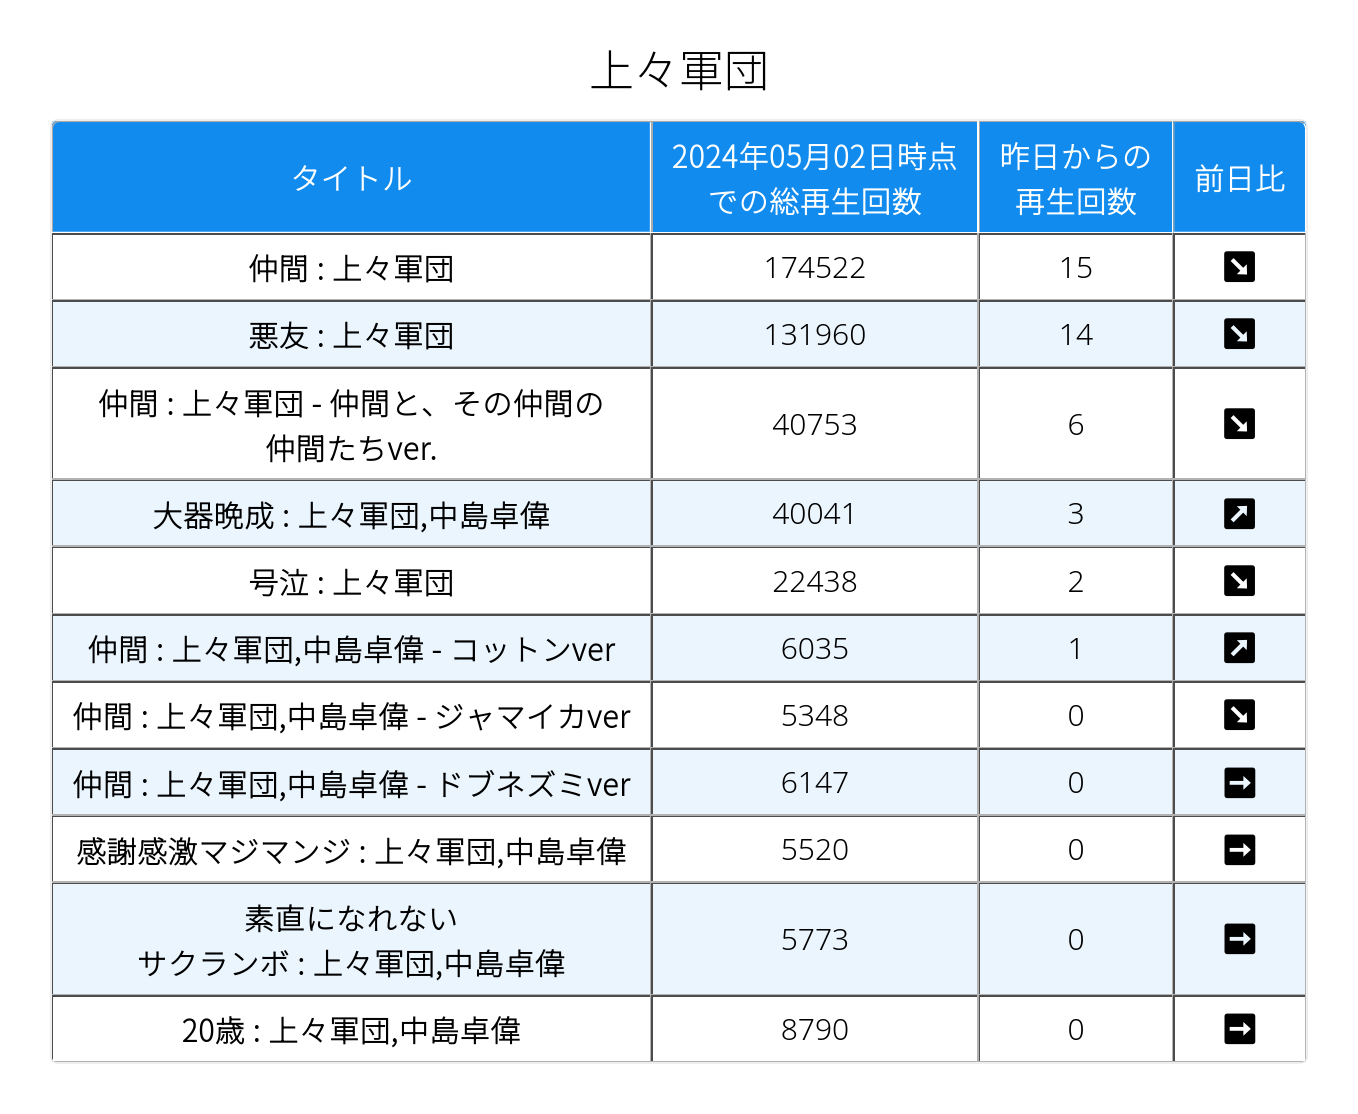 上々軍団
タイトル
2024年05月02日時点
での総再生回数
昨日からの
再生回数
前日比
仲間 : 上々軍団
174522
15
悪友 : 上々軍団
131960
14
仲間 : 上々軍団 - 仲間と、その仲間の
仲間たちver.
40753
6
大器晩成 : 上々軍団,中島卓偉
40041
3
号泣 : 上々軍団
22438
2
仲間 : 上々軍団,中島卓偉 - コットンver
6035
1
仲間 : 上々軍団,中島卓偉 - ジャマイカver
5348
0
仲間 : 上々軍団,中島卓偉 - ドブネズミver
6147
0
感謝感激マジマンジ : 上々軍団,中島卓偉
5520
0
素直になれない
サクランボ : 上々軍団,中島卓偉
5773
0
20歳 : 上々軍団,中島卓偉
8790
0